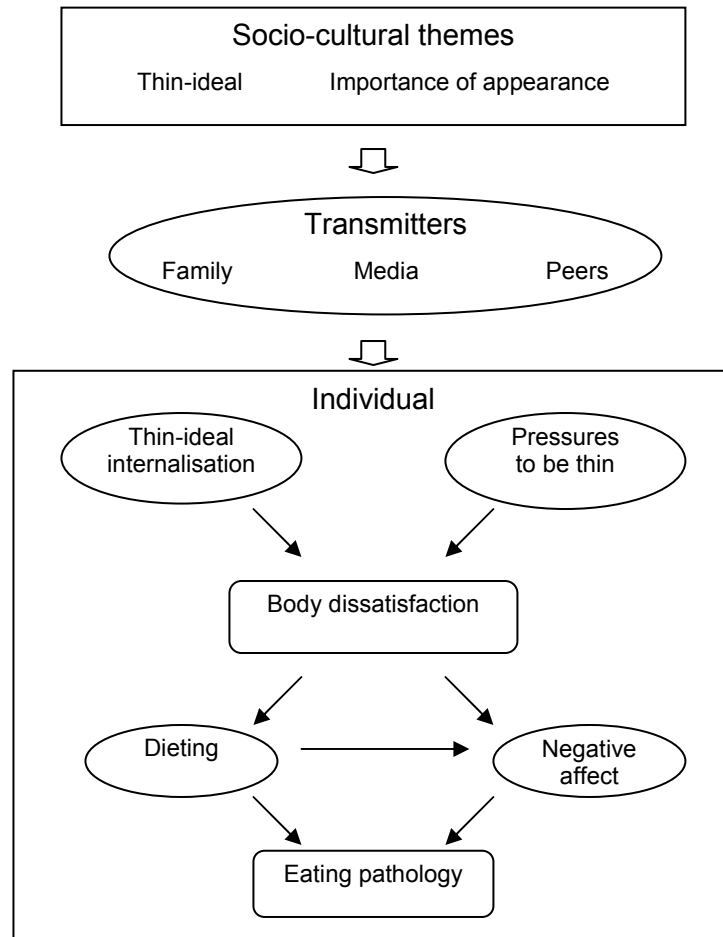 Socio-cultural themes
Thin-ideal Importance of appearance
Transmitters
Family Media Peers
Individual
Thin-ideal
internalisation
Pressures
to be thin
Body dissatisfaction
Dieting
Negative
affect
Eating pathology